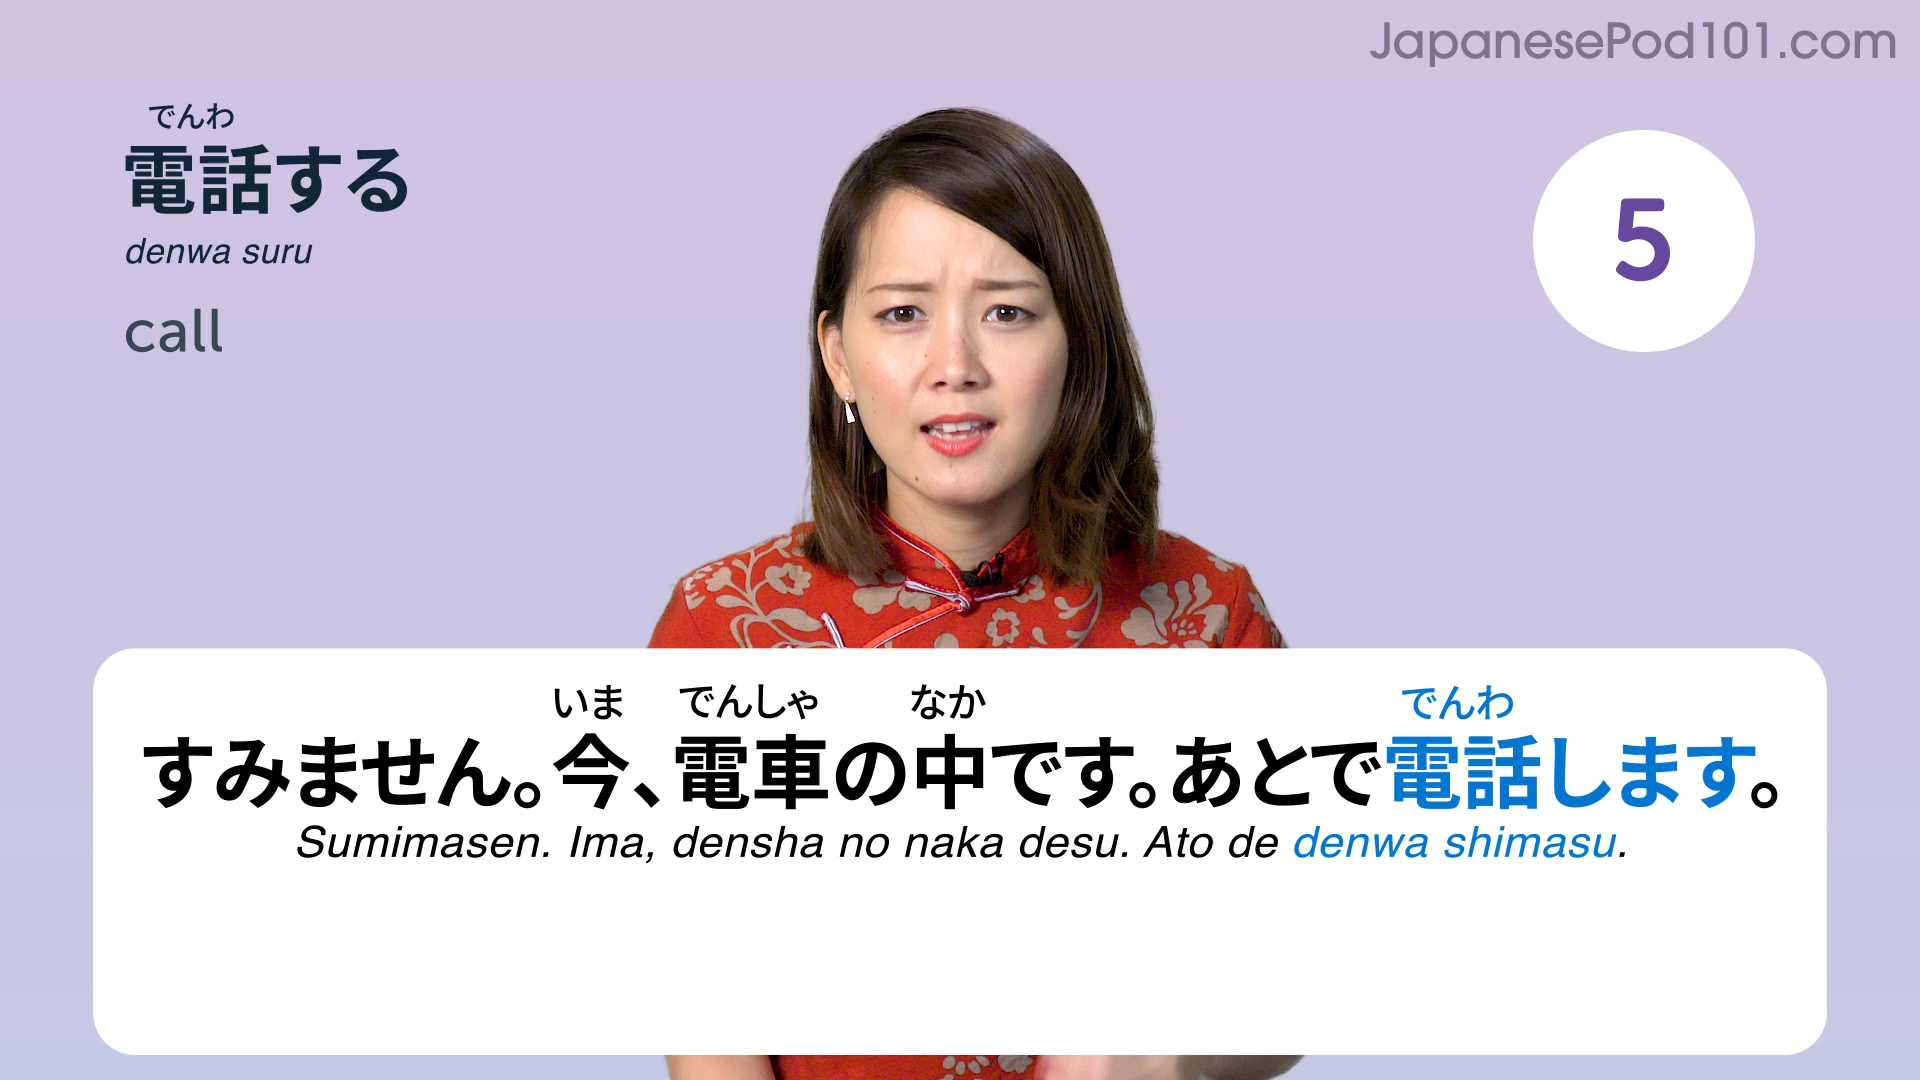 JapanesePod101.com
でんわ
電話する
denwa suru
call
5
いま でんしゃ なか でんわ
すみません。今、電車の中です。あとで電話します。
Sumimasen. Ima, densha no naka desu. Ato de denwa shimasu.